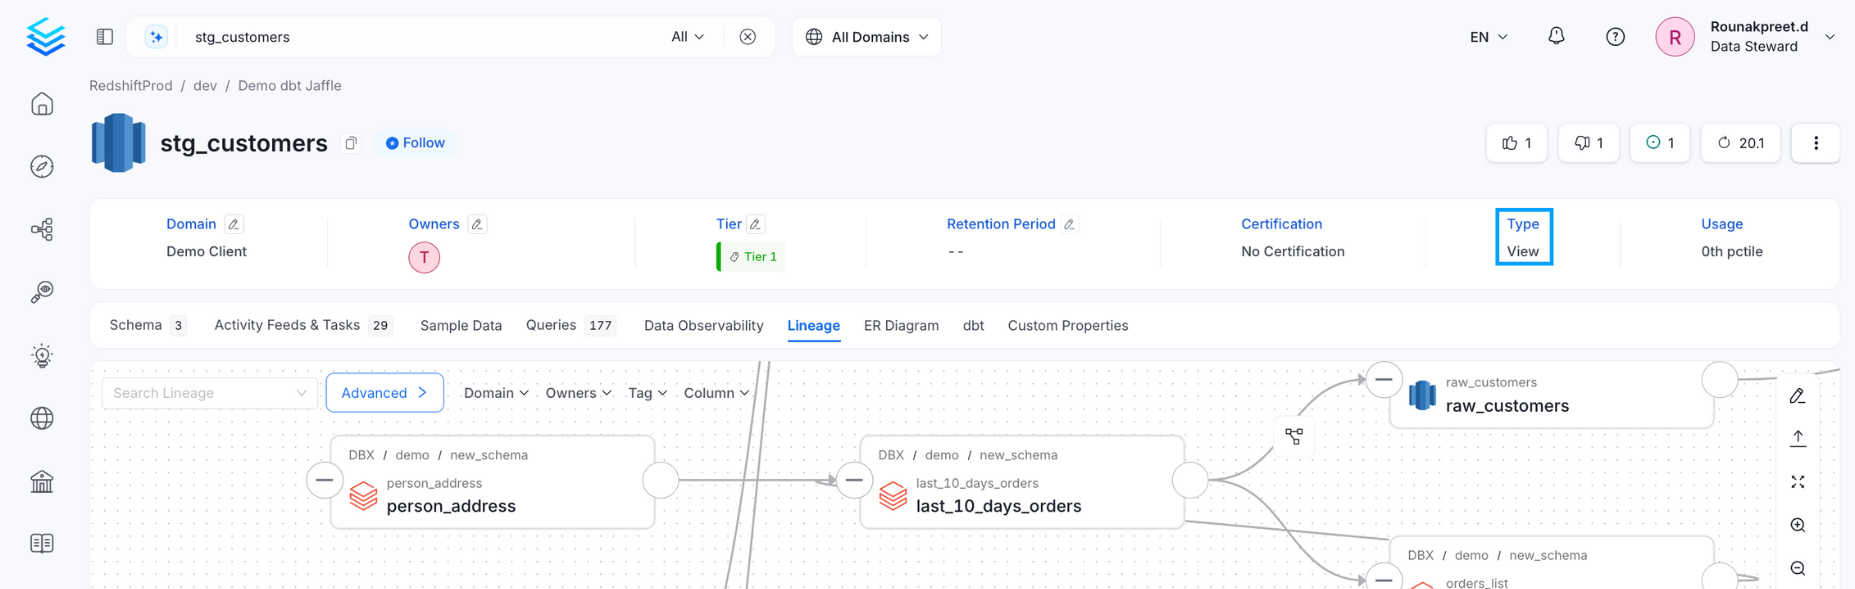 stg_customers
All
All Domains
EN
R
Rounakpreet.d
Data Steward
RedshiftProd / dev / Demo dbt Jaffle
stg_customers
Follow
1
1
1
20.1
Domain
Demo Client
Owners
T
Tier
Tier 1
Retention Period
--
Certification
No Certification
Type
View
Usage
0th pctile
Schema 3
Activity Feeds & Tasks 29
Sample Data
Queries 177
Data Observability
Lineage
ER Diagram
dbt
Custom Properties
Search Lineage
Advanced
Domain
Owners
Tag
Column
raw_customers
raw_customers
DBX / demo / new_schema
person_address
person_address
DBX / demo / new_schema
last_10_days_orders
last_10_days_orders
DBX / demo / new_schema
orders_list